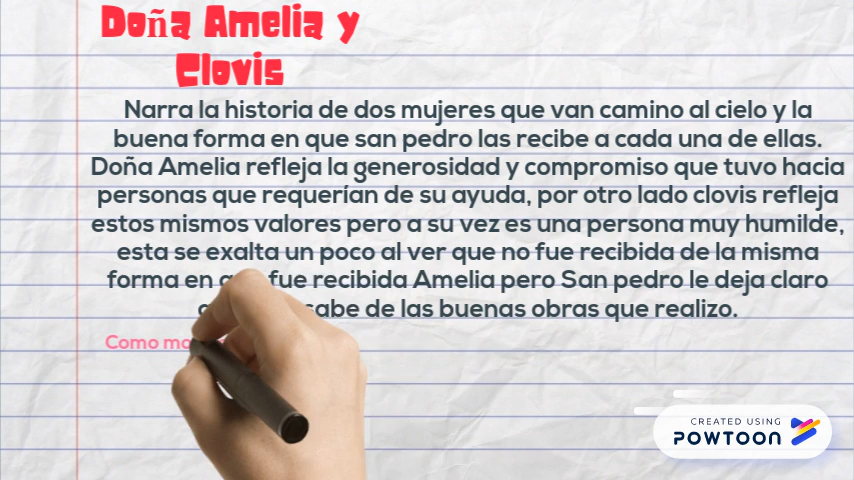 Doña Amelia y
Clovis
Narra la historia de dos mujeres que van camino al cielo y la
buena forma en que san pedro las recibe a cada una de ellas.
Doña Amelia refleja la generosidad y compromiso que tuvo hacia
personas que requerían de su ayuda, por otro lado clovis refleja
estos mismos valores pero a su vez es una persona muy humilde,
esta se exalta un poco al ver que no fue recibida de la misma
forma en fue recibida Amelia pero San pedro le deja claro
sabe de las buenas obras que realizo.
Como
CREATED USING
POWTOON